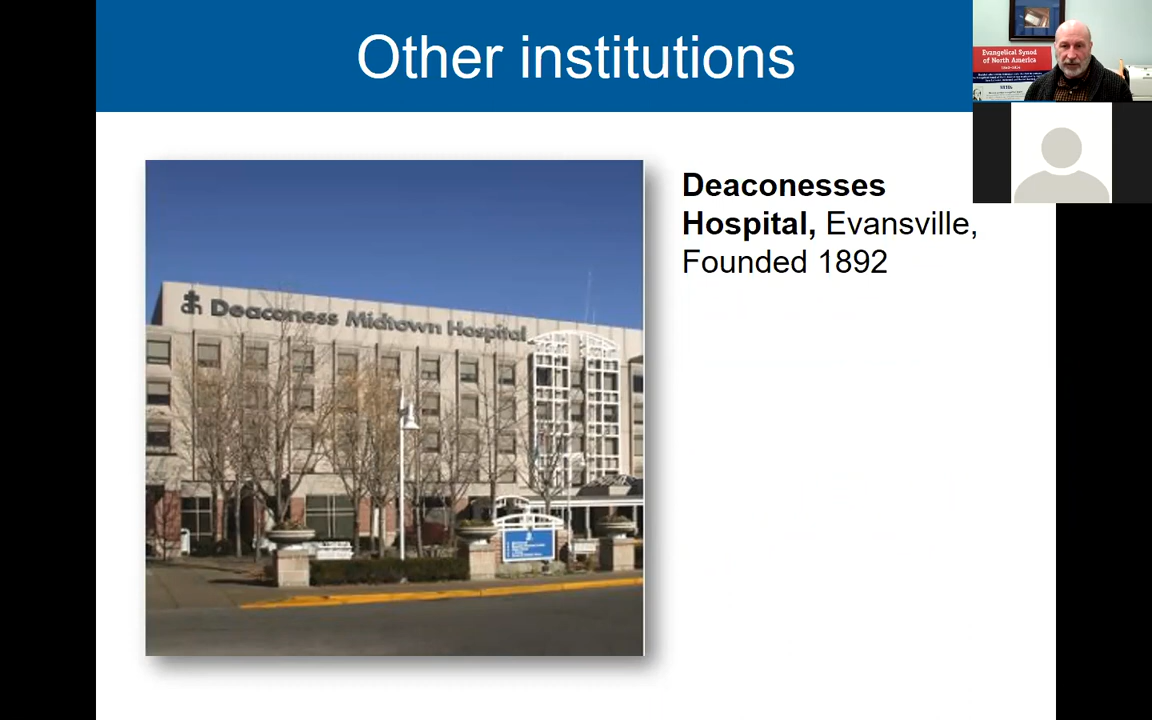 Other institutions
Evangelical Synod
of North America
Deaconesses
Hospital, Evansville,
Founded 1892
Deaconess Midtown Hospital